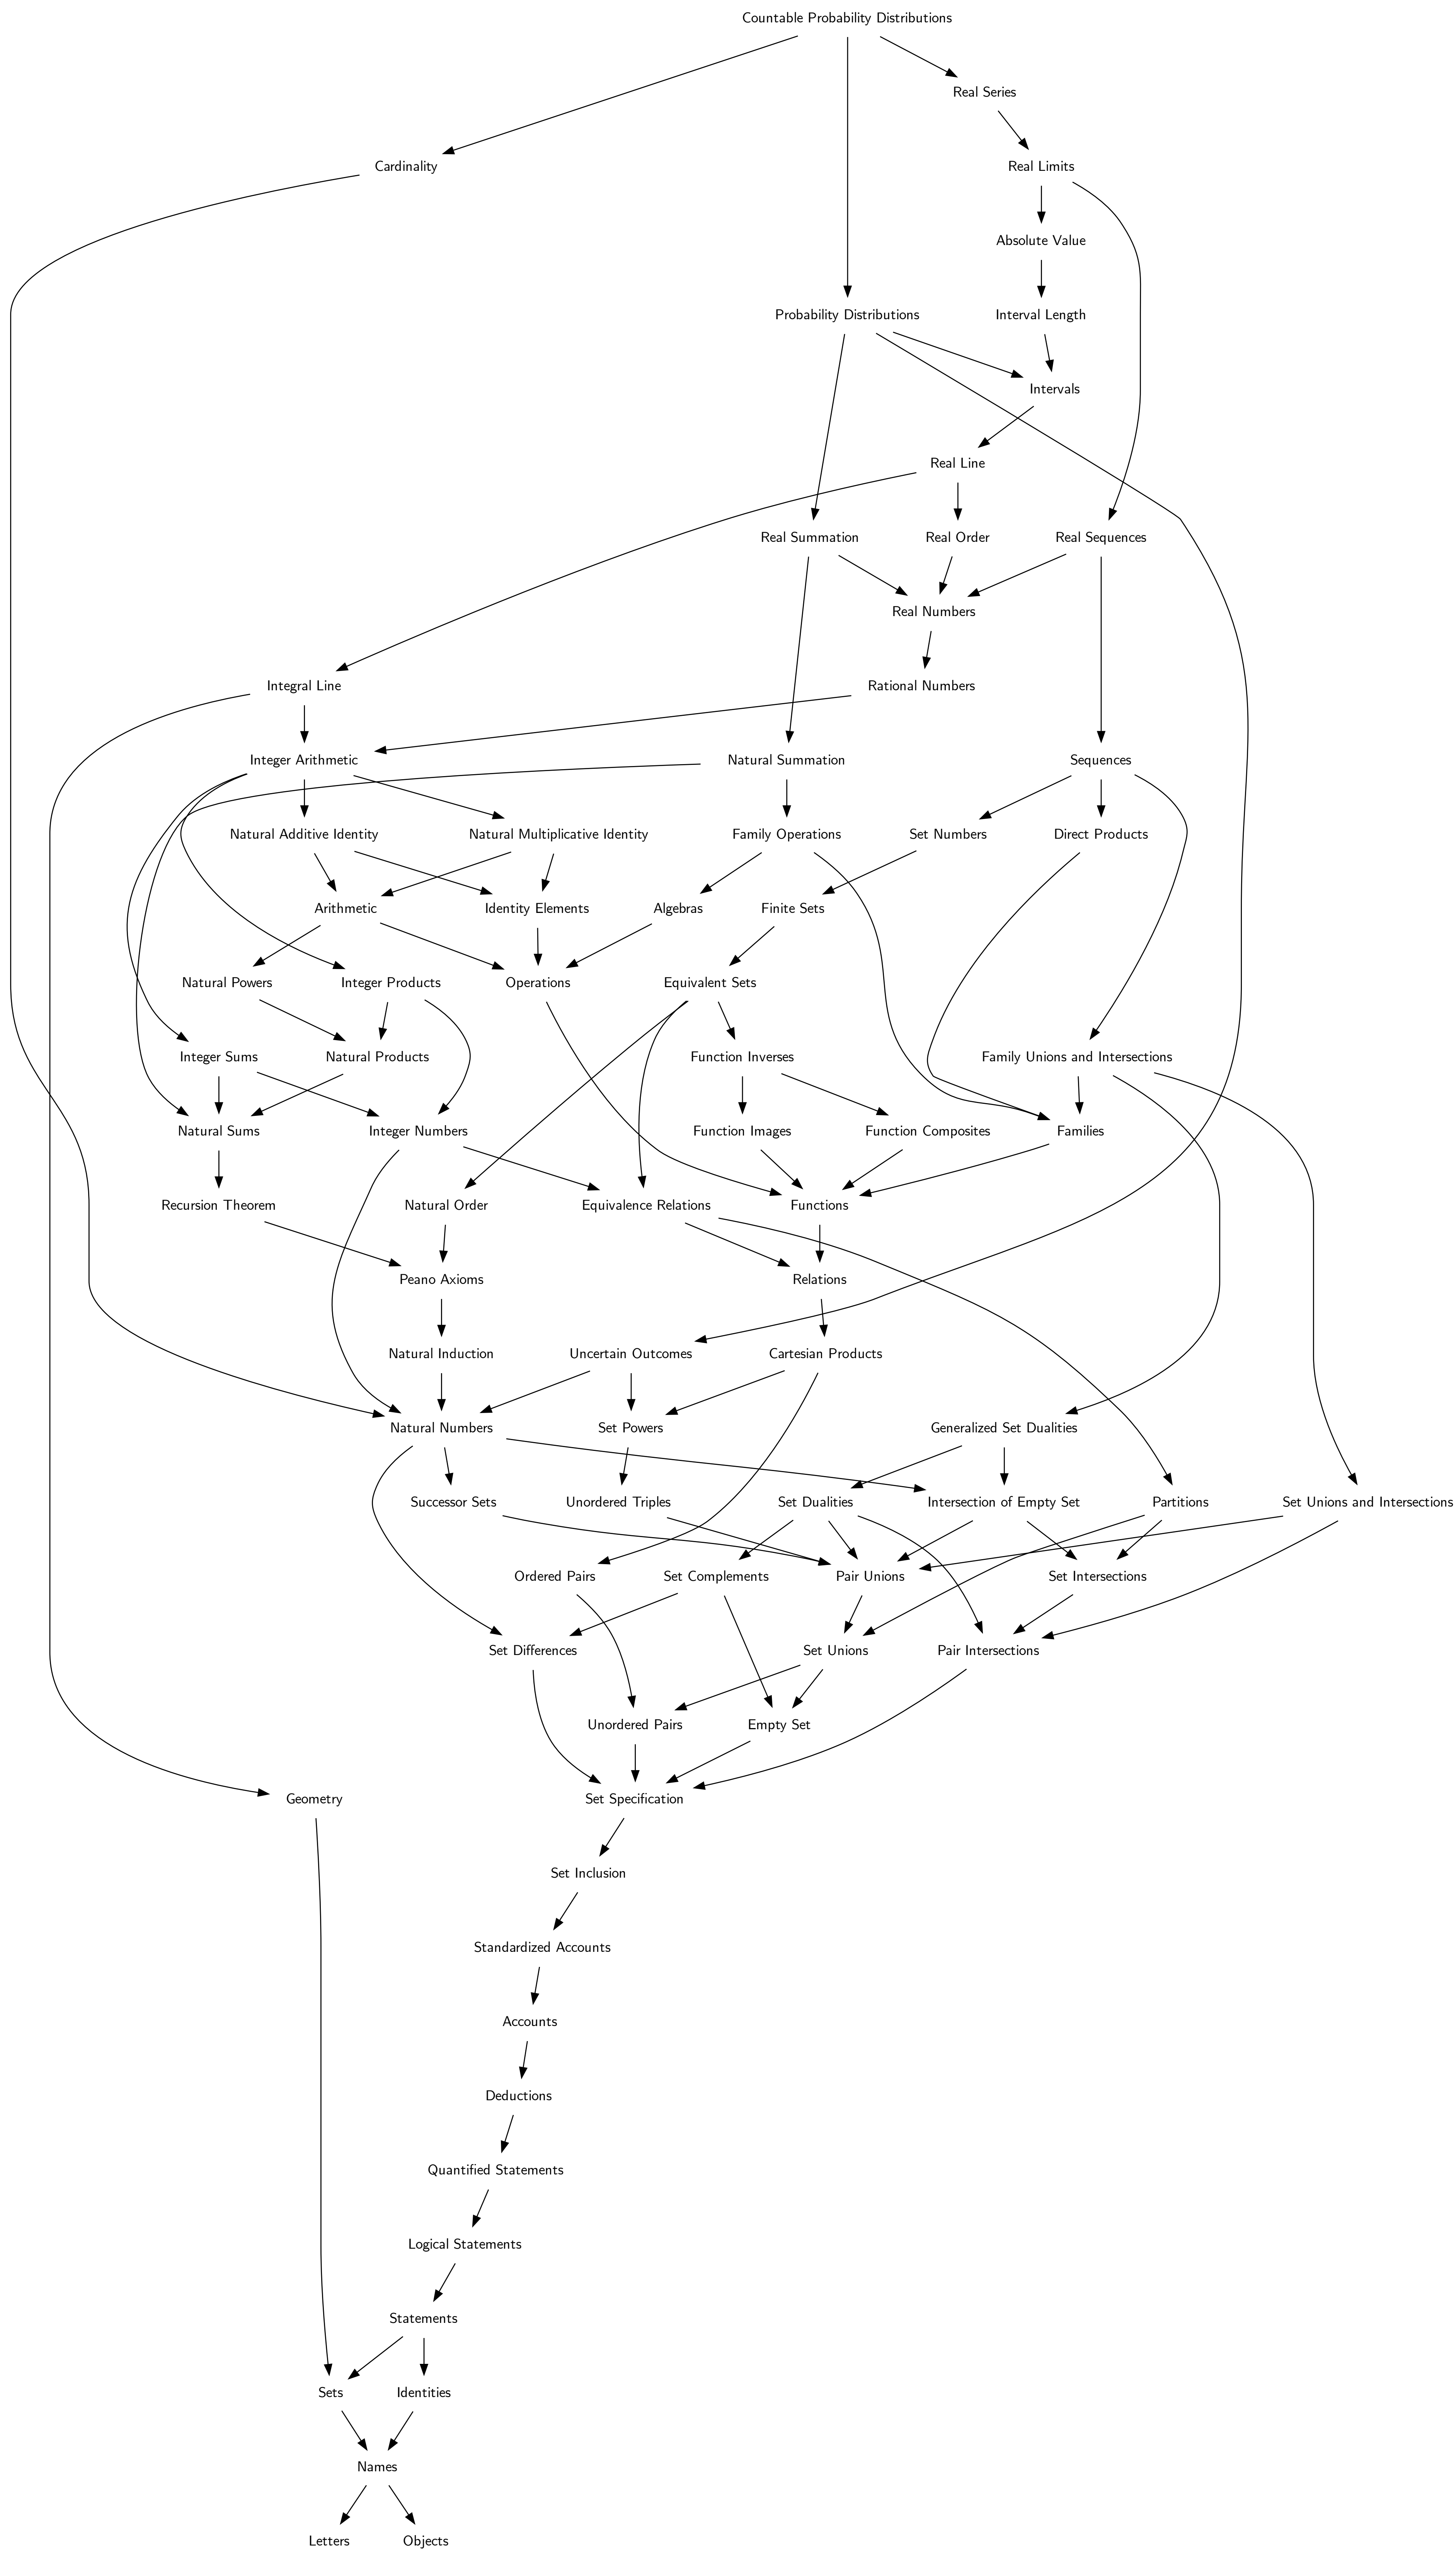 Countable Probability Distributions
Real Series
Cardinality
Real Limits
Absolute Value
Probability Distributions
Interval Length
Intervals
Real Line
Real Summation
Real Order
Real Sequences
Real Numbers
Integral Line
Rational Numbers
Integer Arithmetic
Natural Summation
Sequences
Natural Additive Identity
Natural Multiplicative Identity
Family Operations
Set Numbers
Direct Products
Arithmetic
Identity Elements
Algebras
Finite Sets
Natural Powers
Integer Products
Operations
Equivalent Sets
Integer Sums
Natural Products
Function Inverses
Family Unions and Intersections
Natural Sums
Integer Numbers
Function Images
Function Composites
Families
Recursion Theorem
Natural Order
Equivalence Relations
Functions
Peano Axioms
Relations
Natural Induction
Uncertain Outcomes
Cartesian Products
Natural Numbers
Set Powers
Generalized Set Dualities
Successor Sets
Unordered Triples
Set Dualities
Intersection of Empty Set
Partitions
Set Unions and Intersections
Ordered Pairs
Set Complements
Pair Unions
Set Intersections
Set Differences
Set Unions
Pair Intersections
Unordered Pairs
Empty Set
Geometry
Set Specification
Set Inclusion
Standardized Accounts
Accounts
Deductions
Quantified Statements
Logical Statements
Statements
Sets
Identities
Names
Letters
Objects